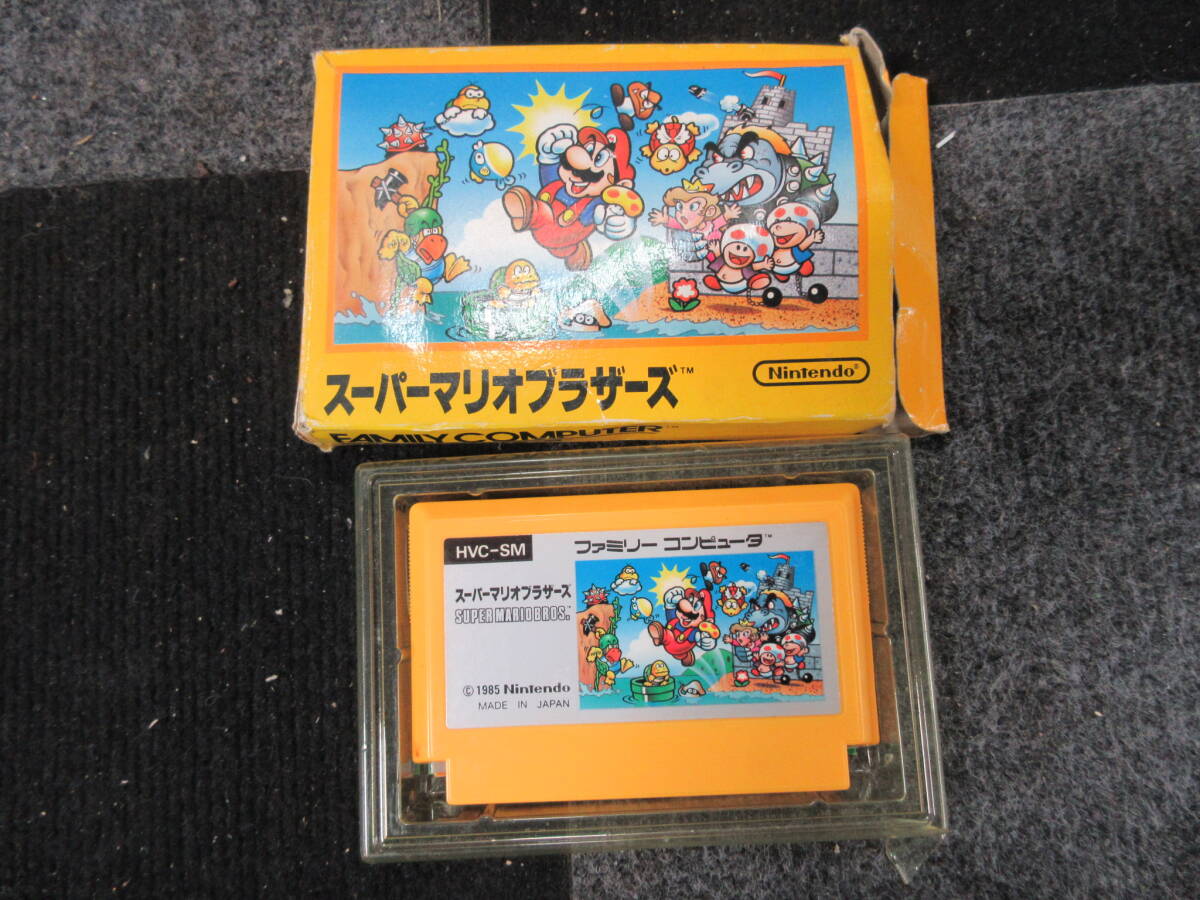 スーパーマリオブラザーズ™
Nintendo®
FAMILY COMPUTER™
HVC-SM
ファミリー コンピュータ™
スーパーマリオブラザーズ
SUPER MARIO BROS.™
© 1985 Nintendo
MADE IN JAPAN